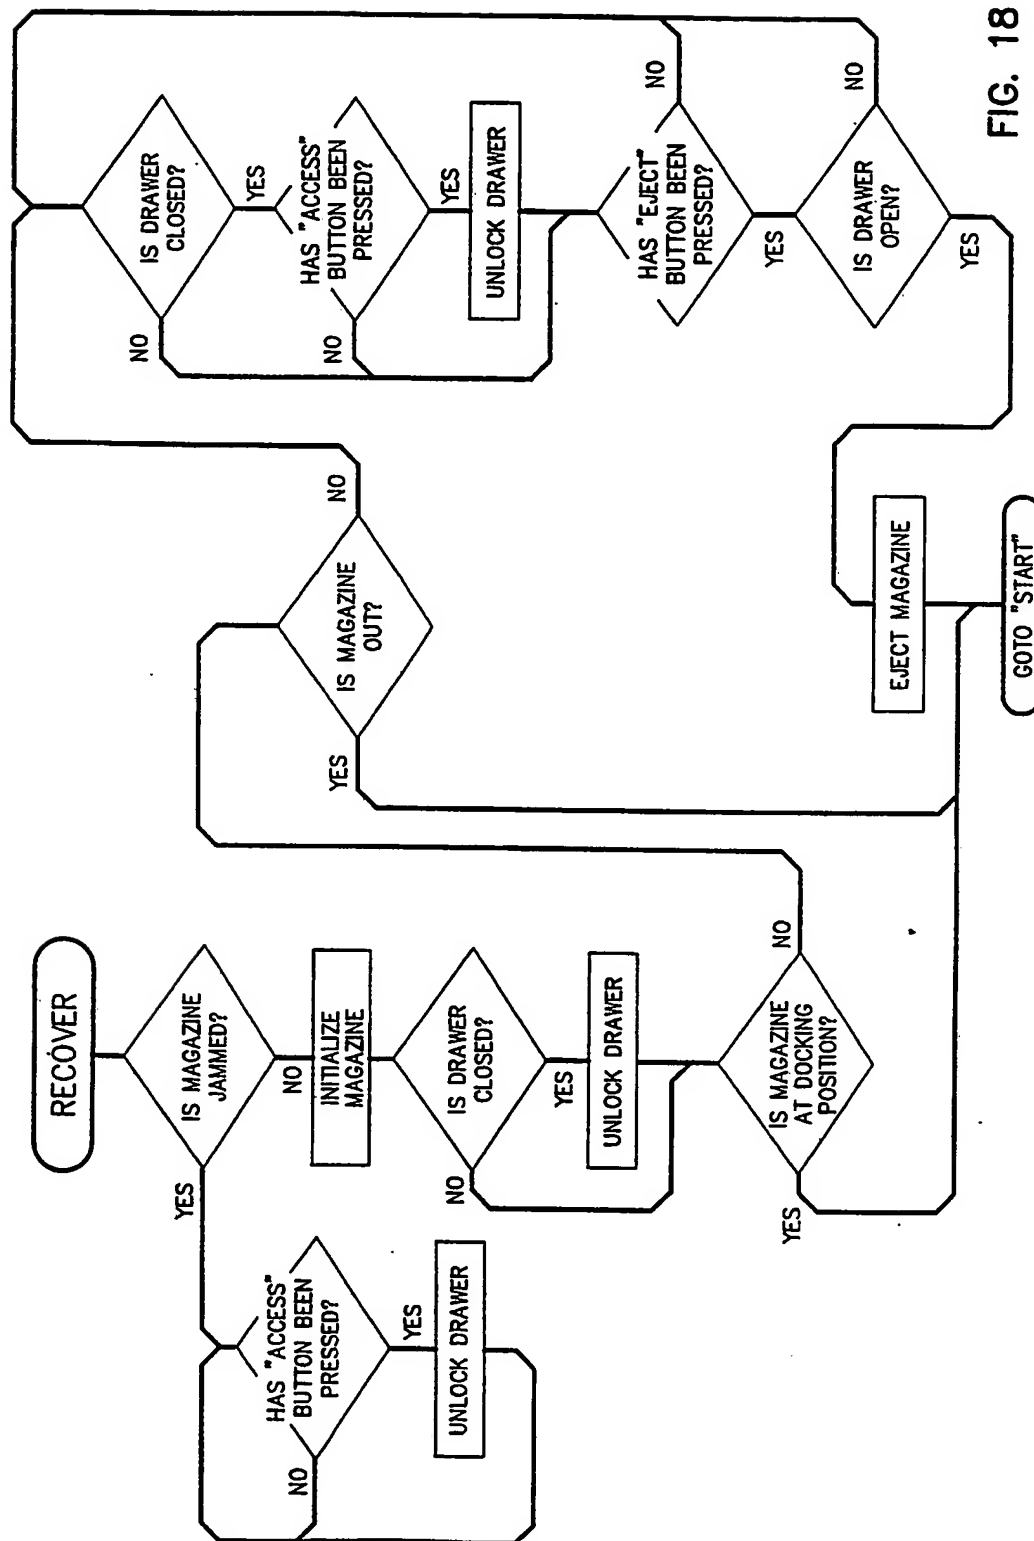 RECOVER
IS MAGAZINE
JAMMED?
YES
NO
HAS "ACCESS"
BUTTON BEEN
PRESSED?
NO
YES
UNLOCK DRAWER
INITIALIZE
MAGAZINE
IS DRAWER
CLOSED?
NO
YES
UNLOCK DRAWER
IS MAGAZINE
AT DOCKING
POSITION?
YES
NO
IS MAGAZINE
OUT?
YES
NO
IS DRAWER
CLOSED?
NO
YES
HAS "ACCESS"
BUTTON BEEN
PRESSED?
NO
YES
UNLOCK DRAWER
HAS "EJECT"
BUTTON BEEN
PRESSED?
NO
YES
IS DRAWER
OPEN?
NO
YES
EJECT MAGAZINE
GOTO "START"
FIG. 18